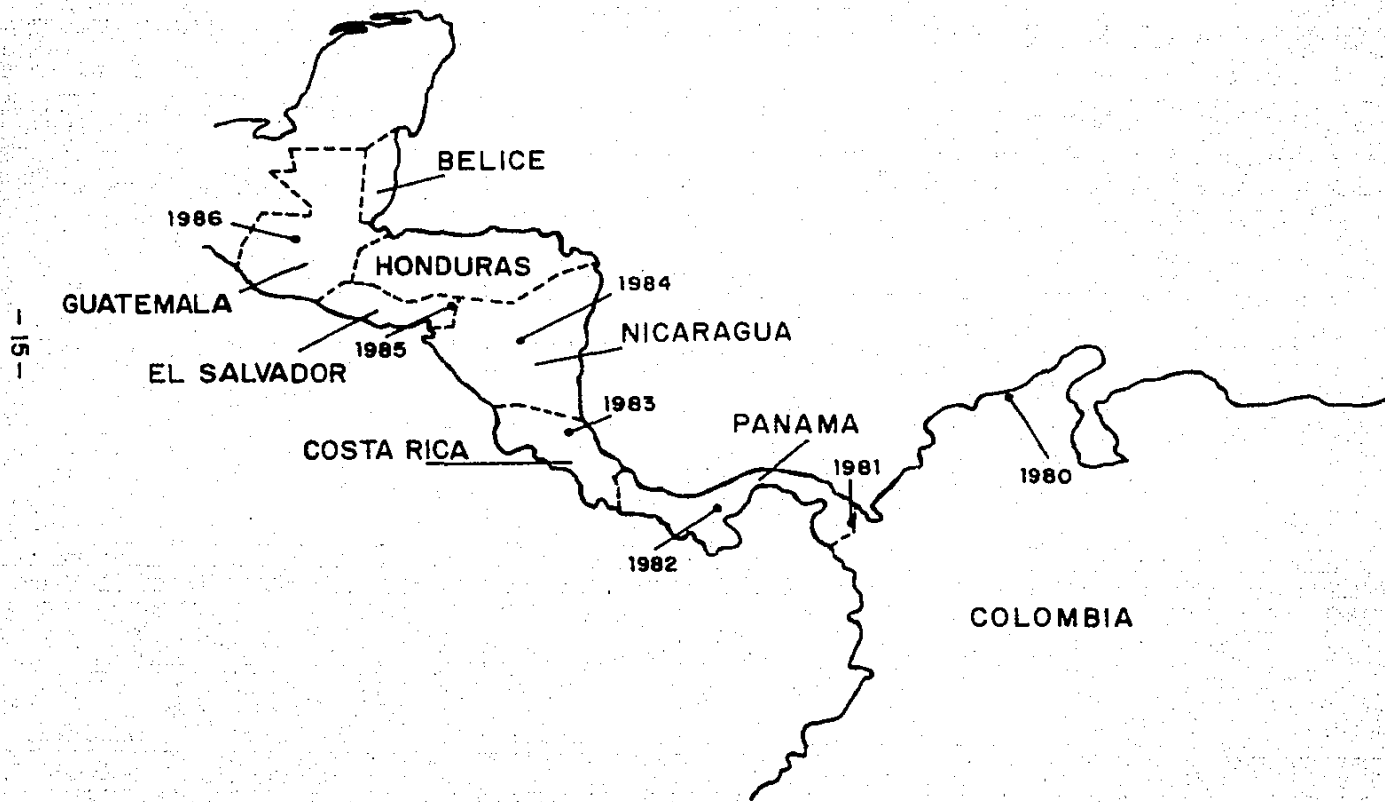 BELICE
1986
HONDURAS
1984
GUATEMALA
NICARAGUA
1985
EL SALVADOR
1983
PANAMA
COSTA RICA
1981
1980
1982
COLOMBIA
- 15 -